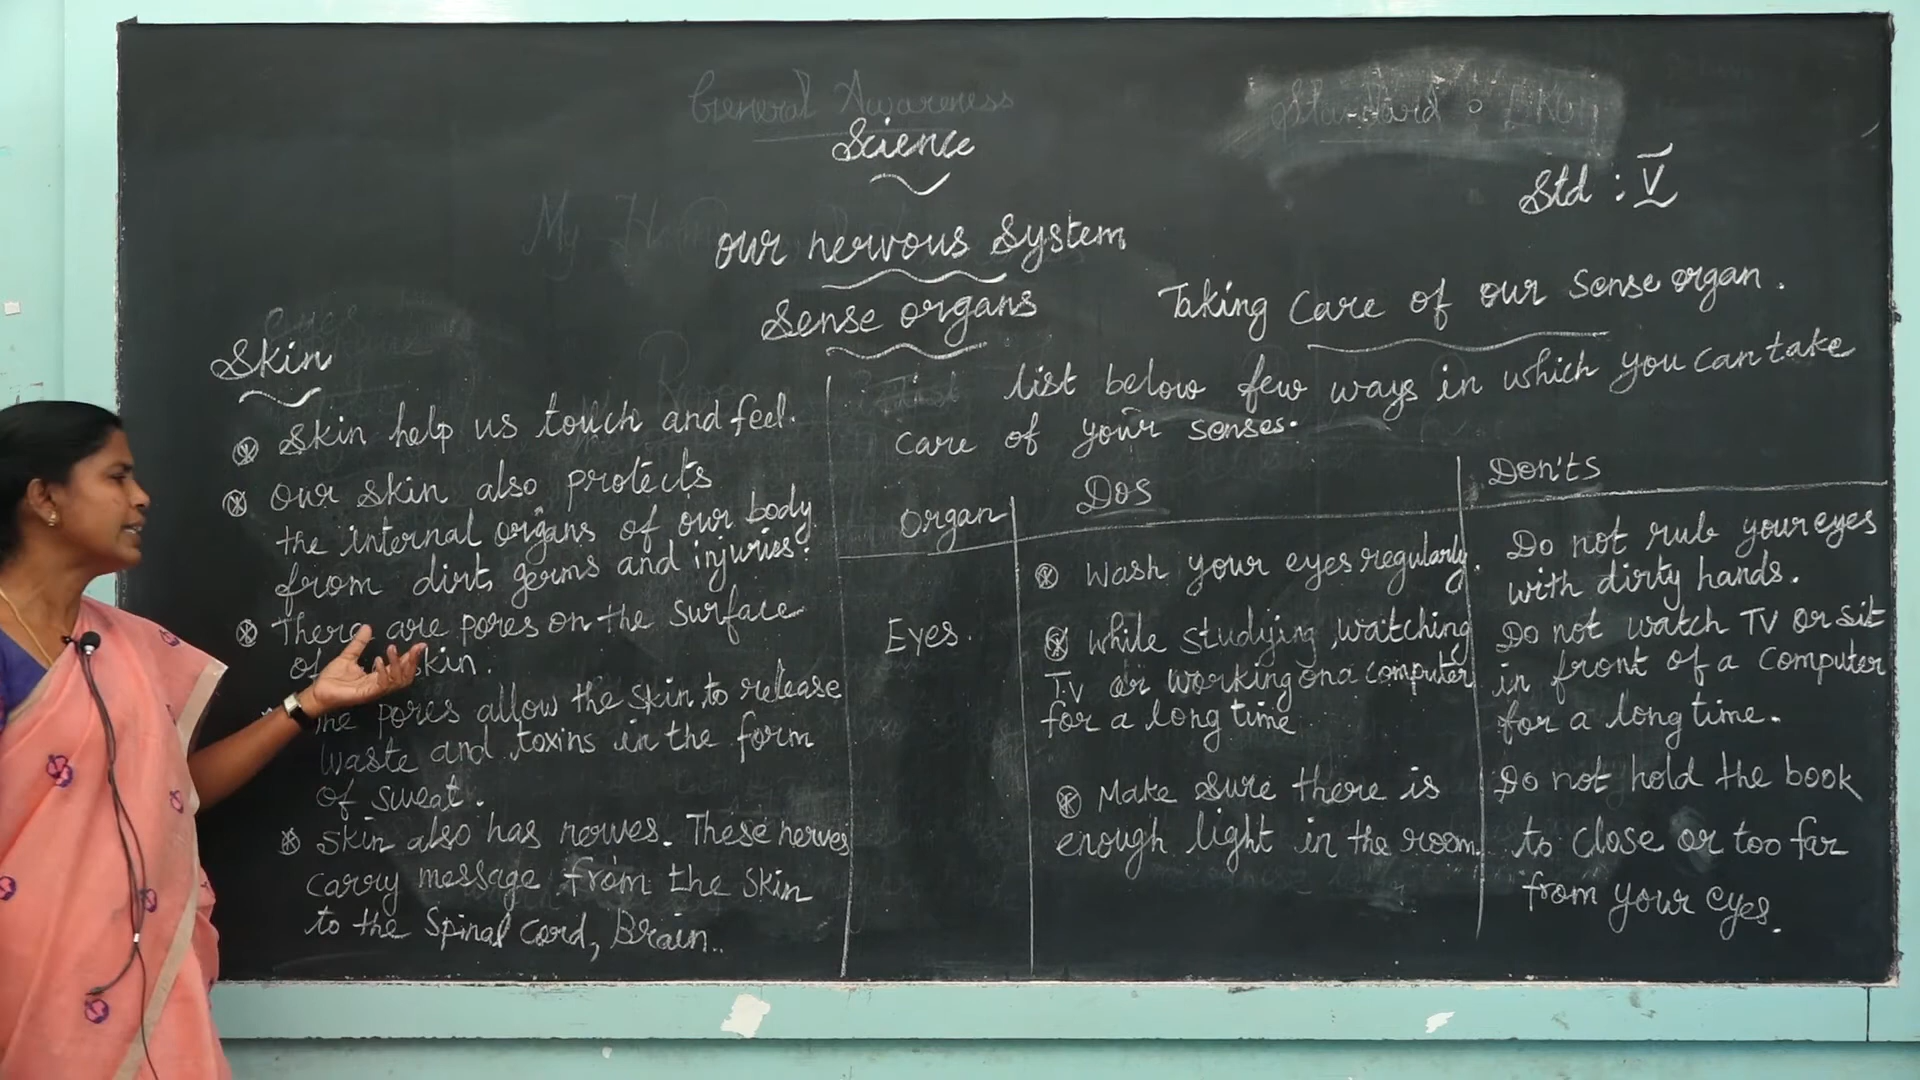 General Awareness
Science
Standard :
Std : V
My Home
Our nervous System
Sense organs
Skin
Skin help us touch and feel.
Our skin also protects
the internal organs of our body
from dirt, germs and injuries.
There are pores on the surface
of skin.
The pores allow the skin to release
waste and toxins in the form
of sweat.
Skin also has nerves. These nerves
carry message from the skin
to the Spinal cord, Brain..
Taking Care of our Sense organ.
list below few ways in which you can take
care of your senses.
Organ
Dos
Don'ts
Eyes.
Wash your eyes regularly.
While studying, watching
T.v or working on a computer
for a long time
Make sure there is
enough light in the room.
Do not rub your eyes
with dirty hands.
Do not watch TV or sit
in front of a computer
for a long time.
Do not hold the book
to close or too far
from your eyes.